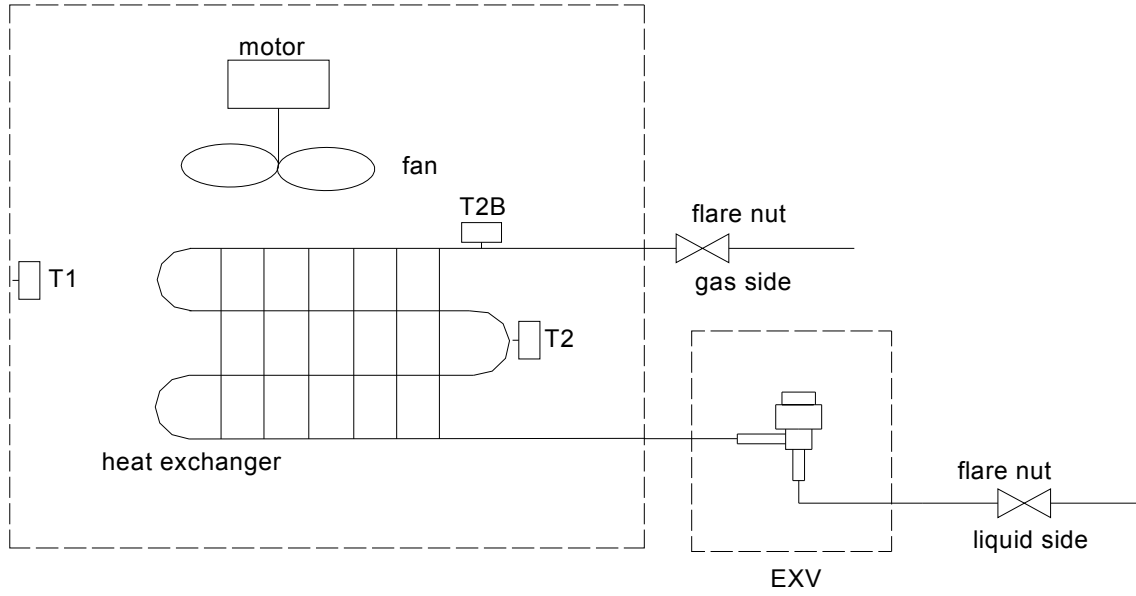 motor
fan
T2B
flare nut
gas side
T1
T2
heat exchanger
flare nut
liquid side
EXV